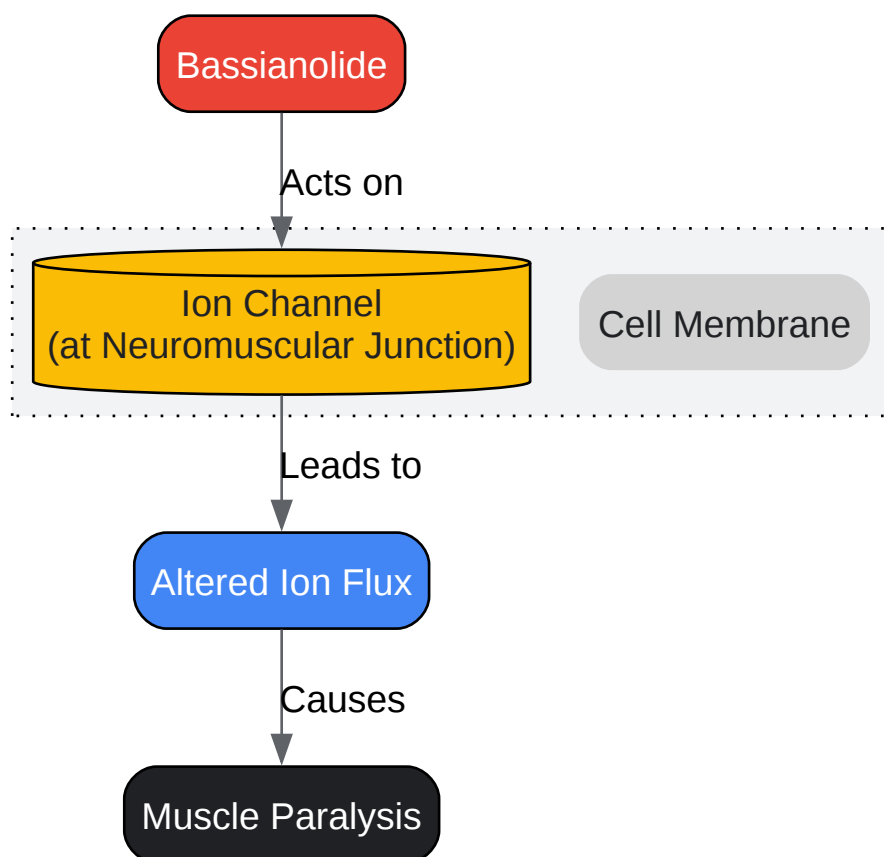 Bassianolide
Acts on
Ion Channel
(at Neuromuscular Junction)
Cell Membrane
Leads to
Altered Ion Flux
Causes
Muscle Paralysis